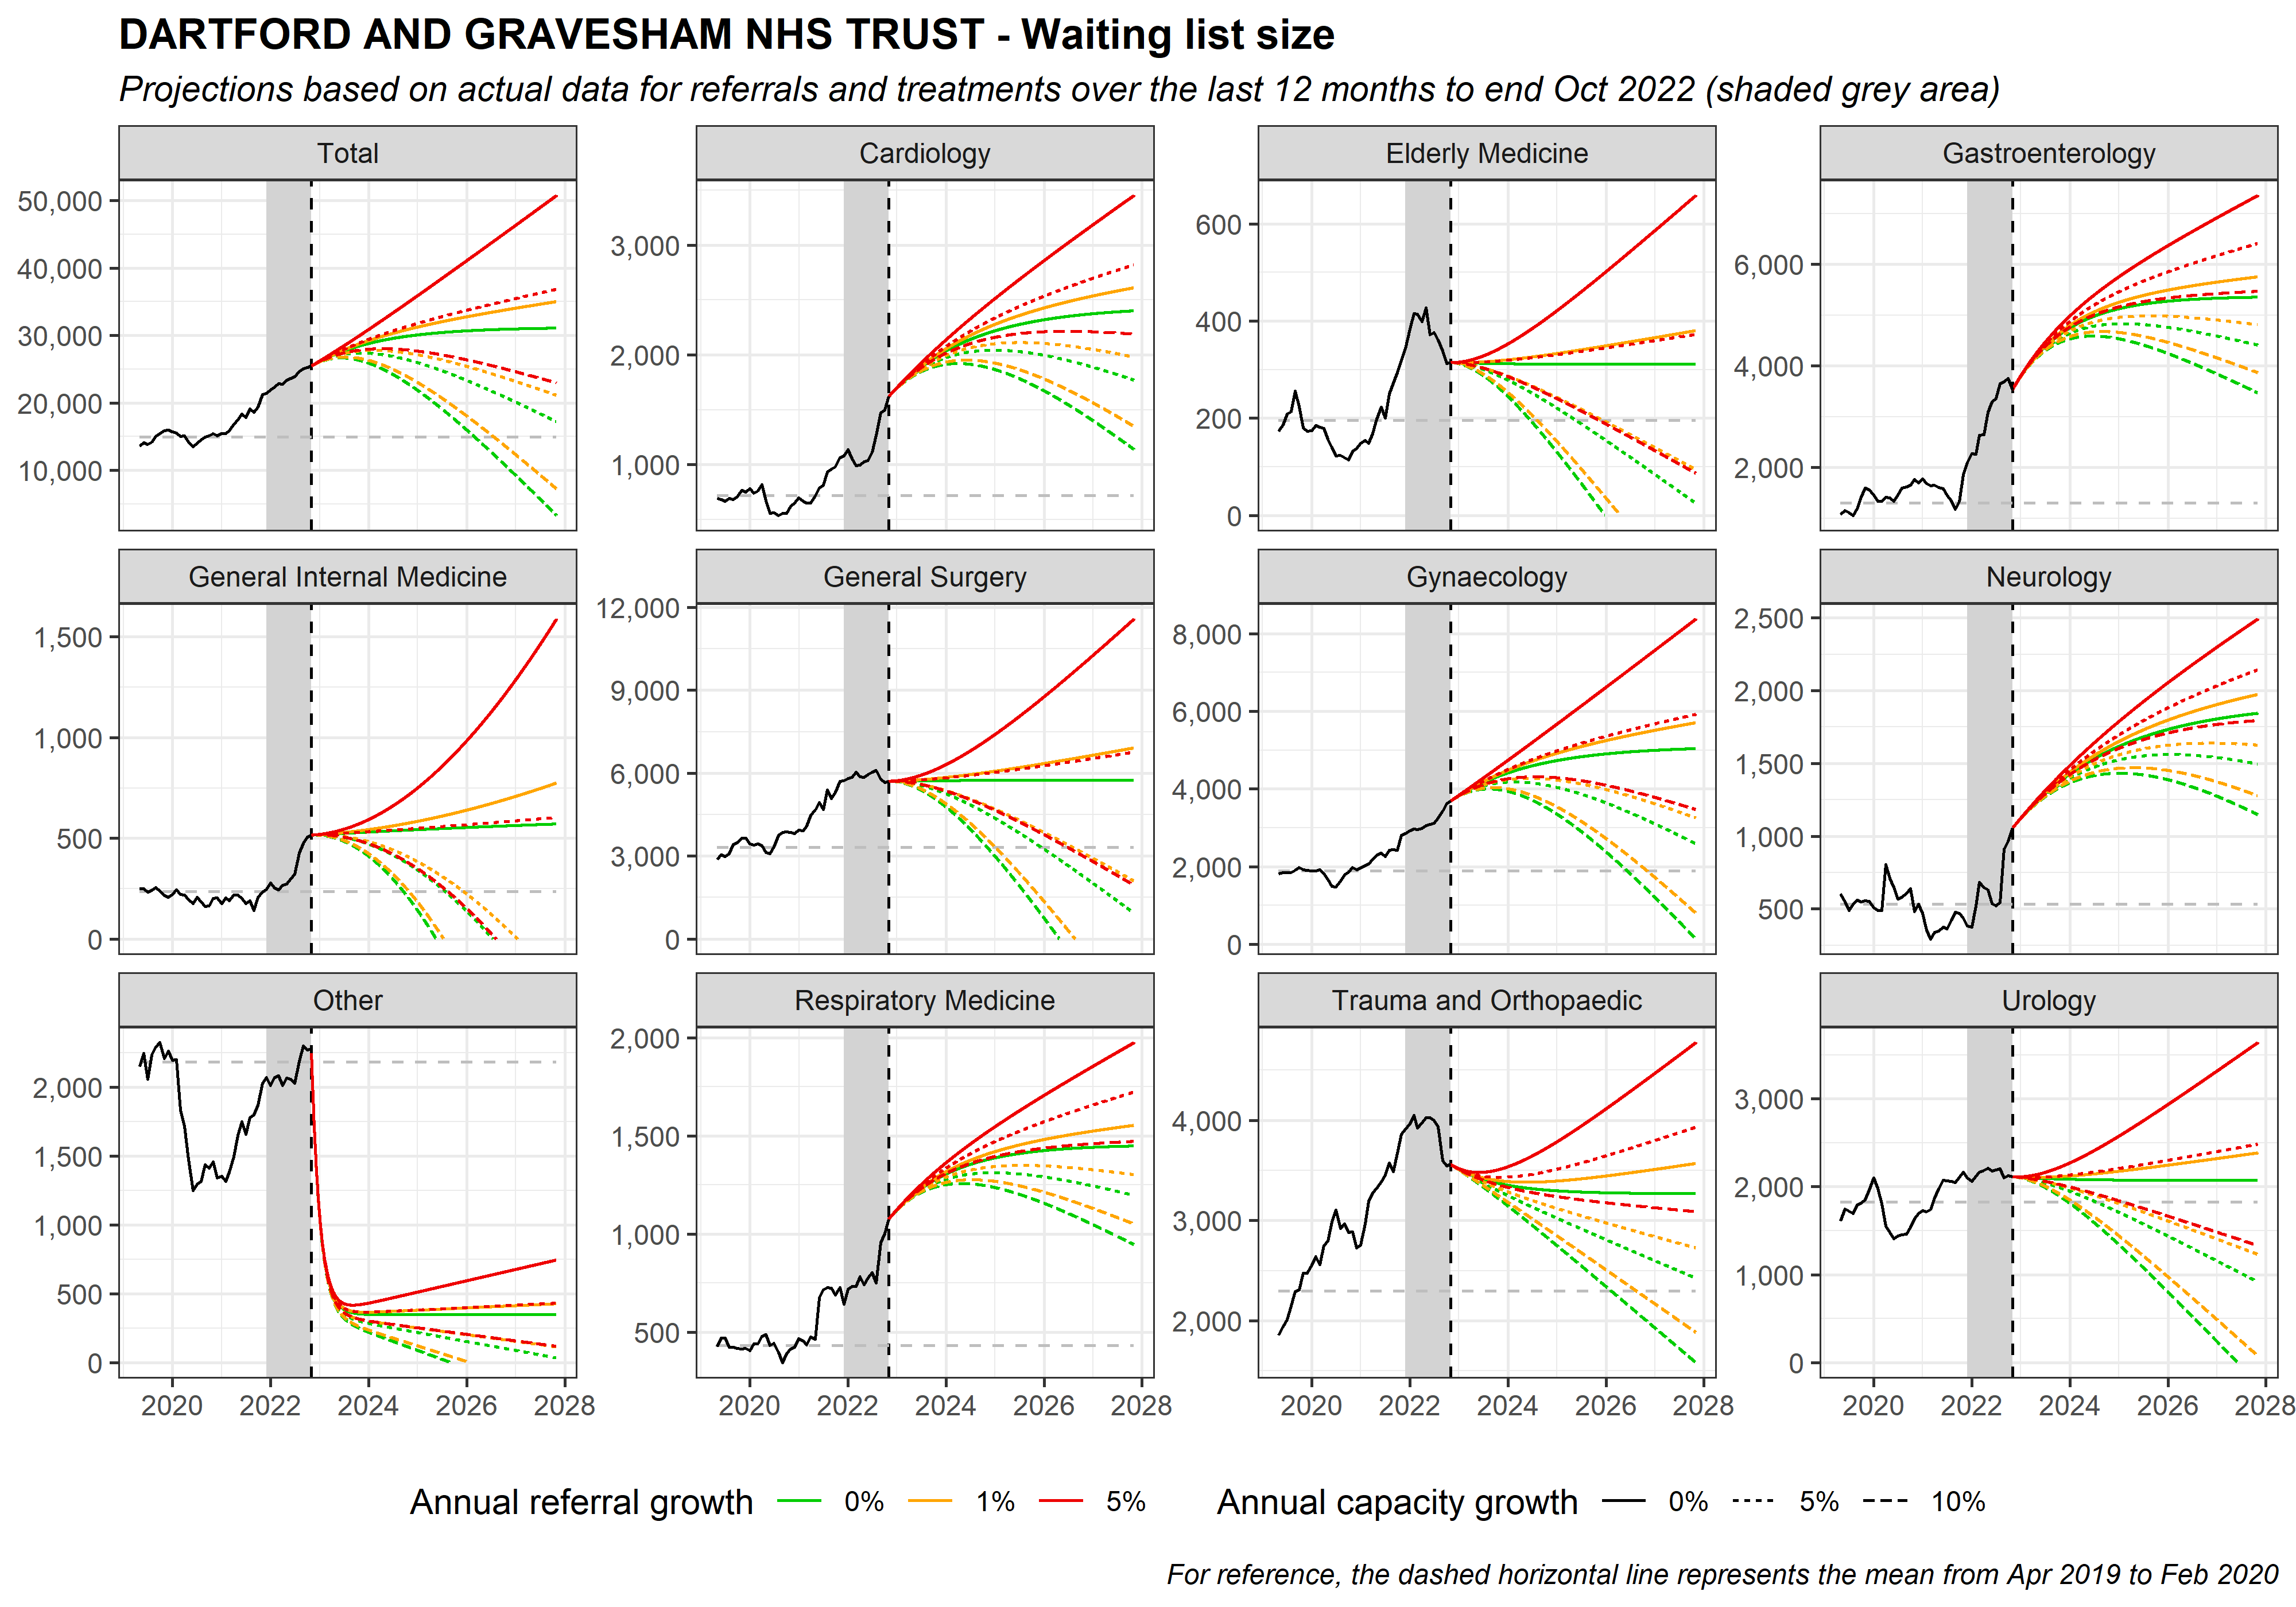 DARTFORD AND GRAVESHAM NHS TRUST - Waiting list size
Projections based on actual data for referrals and treatments over the last 12 months to end Oct 2022 (shaded grey area)
Total
50,000
40,000
30,000
20,000
10,000
Cardiology
3,000
2,000
1,000
Elderly Medicine
600
400
200
0
Gastroenterology
6,000
4,000
2,000
General Internal Medicine
1,500
1,000
500
0
General Surgery
12,000
9,000
6,000
3,000
0
Gynaecology
8,000
6,000
4,000
2,000
0
Neurology
2,500
2,000
1,500
1,000
500
Other
2,000
1,500
1,000
500
0
2020 2022 2024 2026 2028
Respiratory Medicine
2,000
1,500
1,000
500
2020 2022 2024 2026 2028
Trauma and Orthopaedic
4,000
3,000
2,000
2020 2022 2024 2026 2028
Urology
3,000
2,000
1,000
0
2020 2022 2024 2026 2028
Annual referral growth 0% 1% 5%
Annual capacity growth 0% 5% 10%
For reference, the dashed horizontal line represents the mean from Apr 2019 to Feb 2020